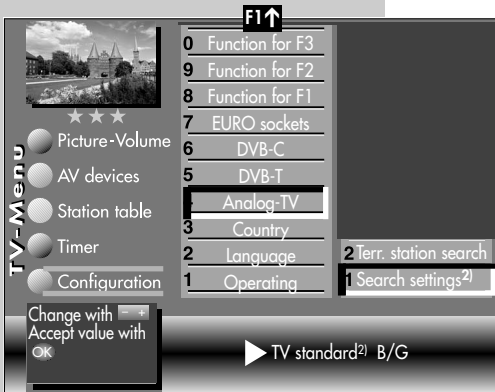 F1↑
TV-Menu
Picture-Volume
AV devices
Station table
Timer
Configuration
0 Function for F3
9 Function for F2
8 Function for F1
7 EURO sockets
6 DVB-C
5 DVB-T
Analog-TV
3 Country
2 Language
1 Operating
2 Terr. station search
1 Search settings2)
Change with - +
Accept value with
OK
TV standard2) B/G